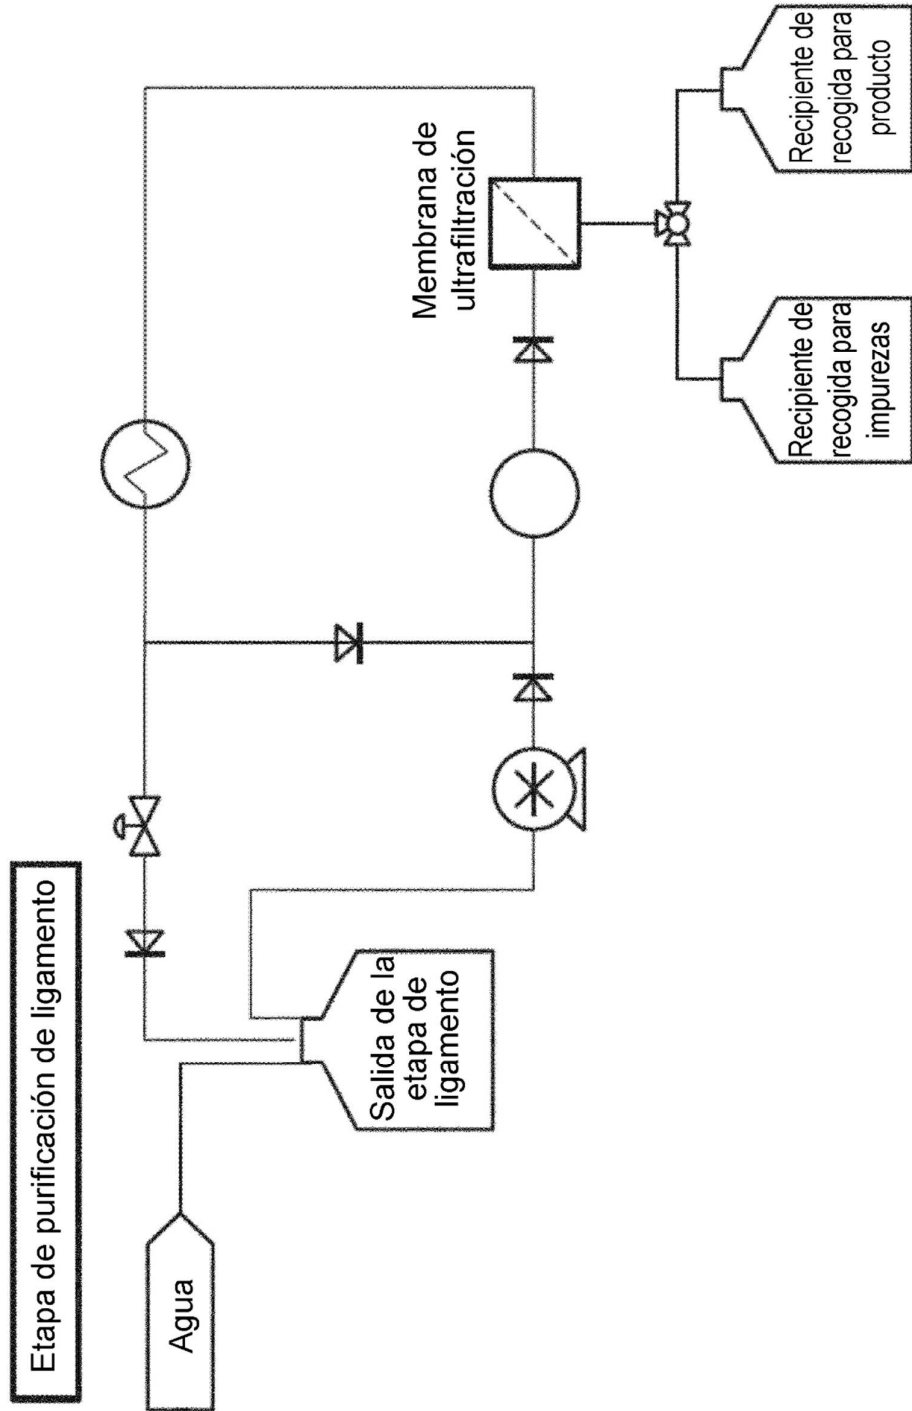 Etapa de purificación de ligamento
Agua
Salida de la
etapa de
ligamento
Membrana de
ultrafiltración
Recipiente de
recogida para
impurezas
Recipiente de
recogida para
producto